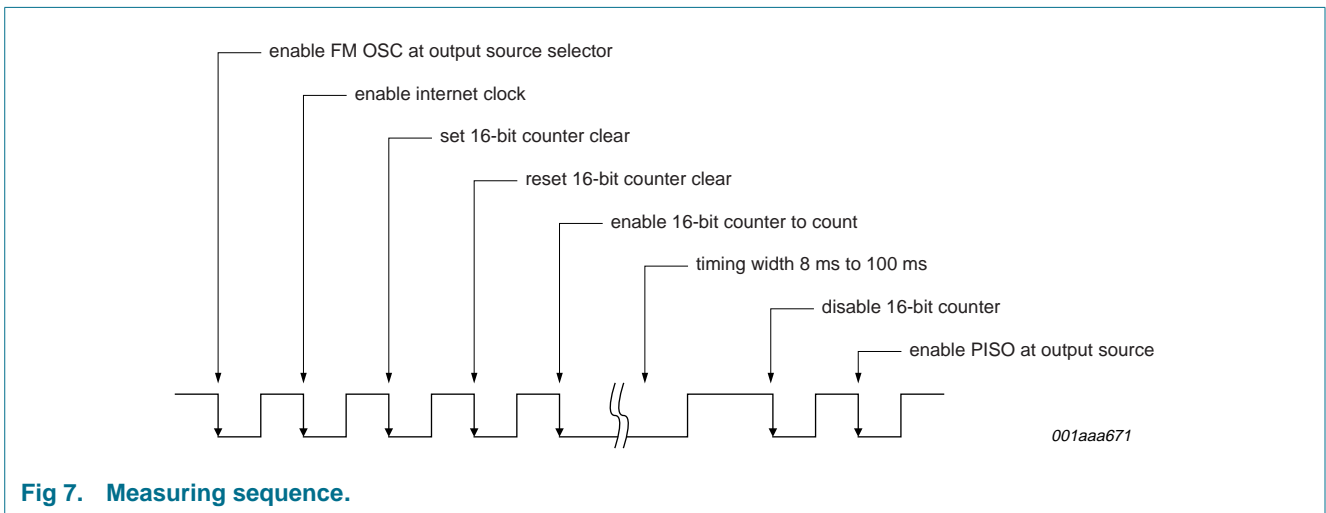 enable FM OSC at output source selector
enable internet clock
set 16-bit counter clear
reset 16-bit counter clear
enable 16-bit counter to count
timing width 8 ms to 100 ms
disable 16-bit counter
enable PISO at output source
001aaa671
Fig 7. Measuring sequence.